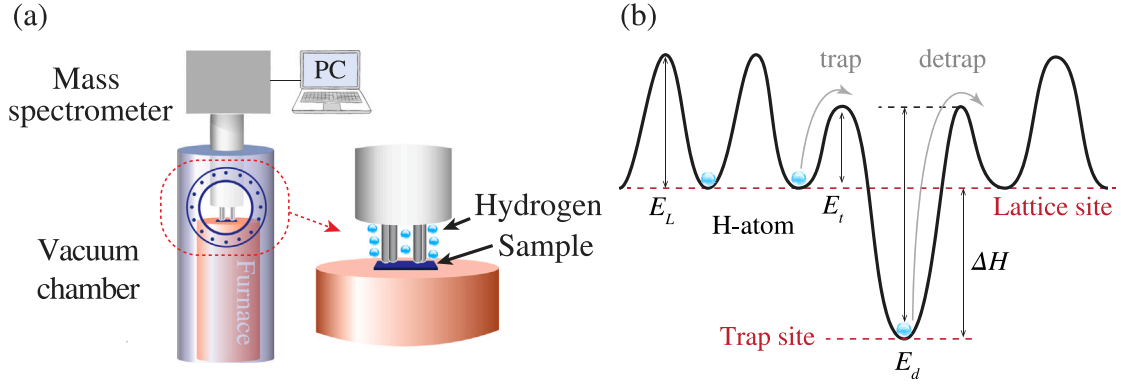 (a)
PC
Mass
spectrometer
Hydrogen
Sample
Vacuum
chamber
Furnace
(b)
trap
detrap
E_L
H-atom
E_t
Lattice site
ΔH
Trap site
E_d